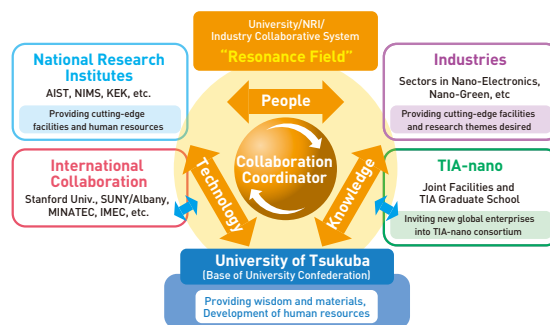 University/NRI/
Industry Collaborative System
"Resonance Field"
National Research
Institutes
AIST, NIMS, KEK, etc.
Providing cutting-edge
facilities and human resources
International
Collaboration
Stanford Univ., SUNY/Albany,
MINATEC, IMEC, etc.
People
Technology
Knowledge
Collaboration
Coordinator
Industries
Sectors in Nano-Electronics,
Nano-Green, etc
Providing cutting-edge facilities
and research themes desired
TIA-nano
Joint Facilities and
TIA Graduate School
Inviting new global enterprises
into TIA-nano consortium
University of Tsukuba
(Base of University Confederation)
Providing wisdom and materials,
Development of human resources